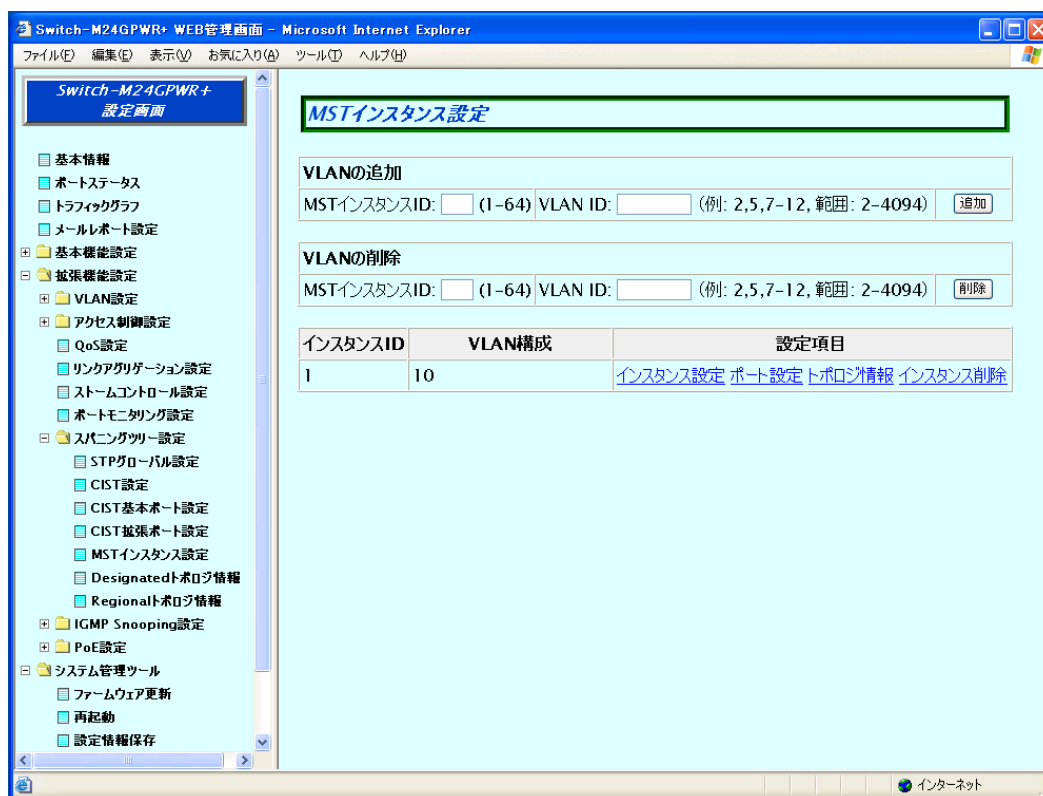 Switch-M24GPWR+ WEB管理画面 - Microsoft Internet Explorer
ファイル(F) 編集(E) 表示(V) お気に入り(A) ツール(T) ヘルプ(H)
Switch-M24GPWR+
設定画面
基本情報
ポートステータス
トラフィックグラフ
メールレポート設定
基本機能設定
拡張機能設定
VLAN設定
アクセス制御設定
QoS設定
リンクアグリゲーション設定
ストームコントロール設定
ポートモニタリング設定
スパニングツリー設定
STPグローバル設定
CIST設定
CIST基本ポート設定
CIST拡張ポート設定
MSTインスタンス設定
Designatedトポロジ情報
Regionalトポロジ情報
IGMP Snooping設定
PoE設定
システム管理ツール
ファームウェア更新
再起動
設定情報保存
MSTインスタンス設定
VLANの追加
MSTインスタンスID: (1-64) VLAN ID: (例: 2,5,7-12, 範囲: 2-4094) 追加
VLANの削除
MSTインスタンスID: (1-64) VLAN ID: (例: 2,5,7-12, 範囲: 2-4094) 削除
インスタンスID VLAN構成 設定項目
1 10 インスタンス設定 ポート設定 トポロジ情報 インスタンス削除
インターネット